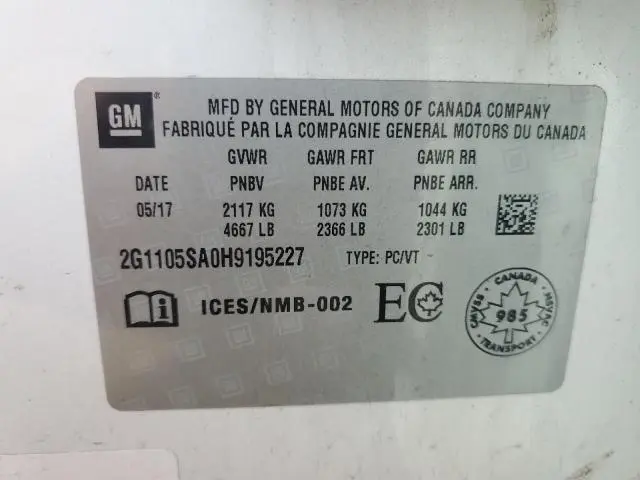 GM®
MFD BY GENERAL MOTORS OF CANADA COMPANY
FABRIQUÉ PAR LA COMPAGNIE GENERAL MOTORS DU CANADA
GVWR GAWR FRT GAWR RR
DATE PNBV PNBE AV. PNBE ARR.
05/17 2117 KG 1073 KG 1044 KG
4667 LB 2366 LB 2301 LB
2G1105SA0H9195227 TYPE: PC/VT
i ICES/NMB-002 EC
CANADA
CMVSS 985 NSVAC
TRANSPORT